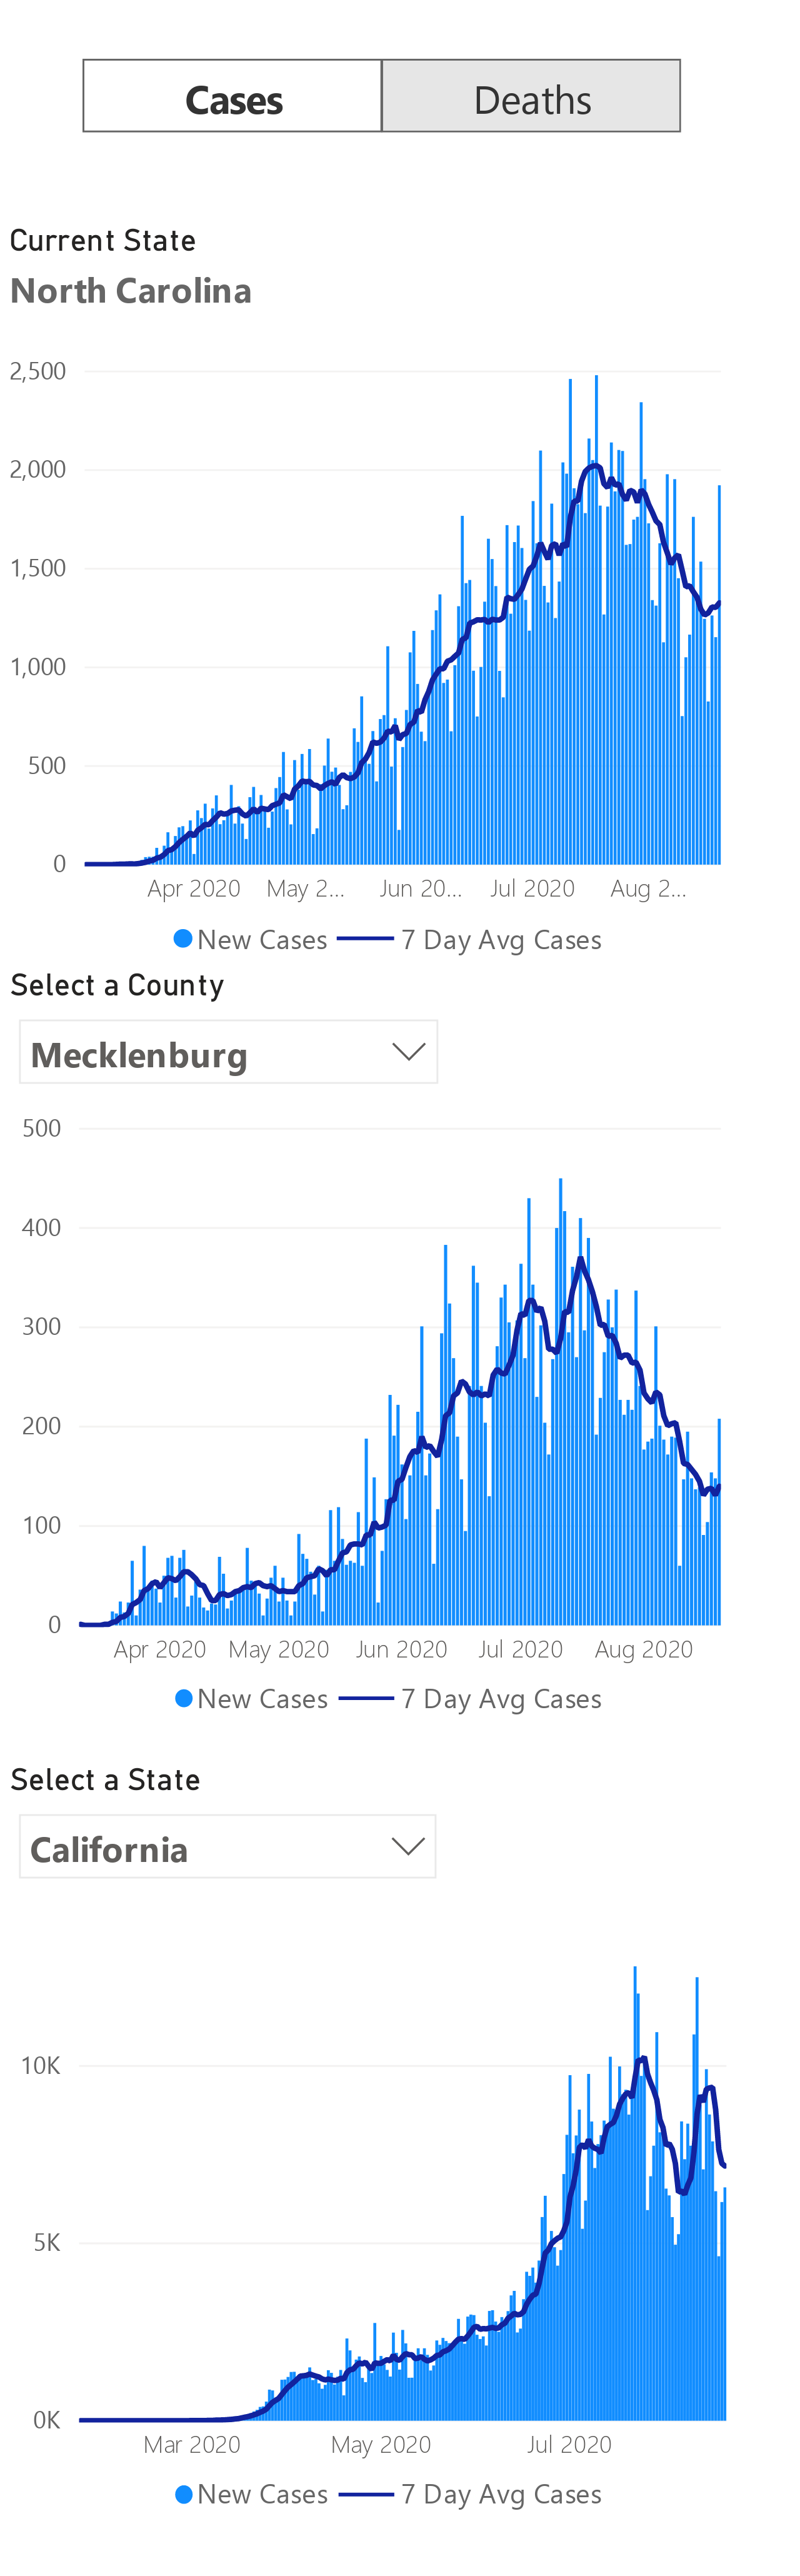 Cases Deaths
Current State
North Carolina
2,500
2,000
1,500
1,000
500
0
Apr 2020 May 2... Jun 20... Jul 2020 Aug 2...
New Cases 7 Day Avg Cases
Select a County
Mecklenburg
500
400
300
200
100
0
Apr 2020 May 2020 Jun 2020 Jul 2020 Aug 2020
New Cases 7 Day Avg Cases
Select a State
California
10K
5K
0K
Mar 2020 May 2020 Jul 2020
New Cases 7 Day Avg Cases